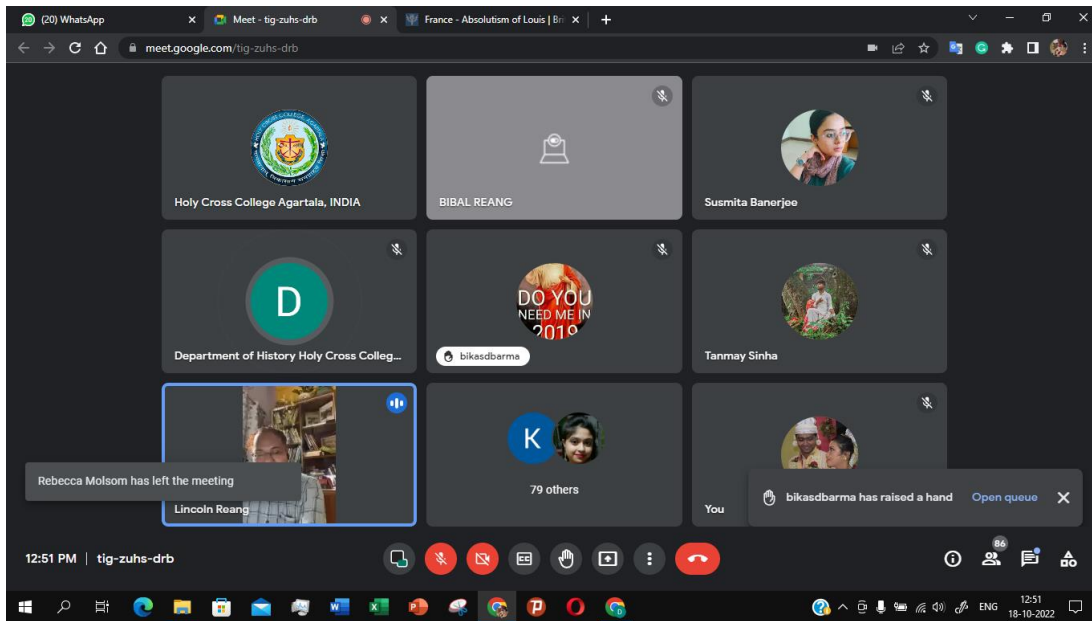 (20) WhatsApp
Meet - tig-zuhs-drb
France - Absolutism of Louis | Bri
meet.google.com/tig-zuhs-drb
Holy Cross College Agartala, INDIA
BIBAL REANG
Susmita Banerjee
D
Department of History Holy Cross Colleg...
DO YOU
NEED ME IN
2019
bikasdbarma
Tanmay Sinha
Rebecca Molsom has left the meeting
Lincoln Reang
K
79 others
You
bikasdbarma has raised a hand Open queue
12:51 PM | tig-zuhs-drb
86
ENG
12:51
18-10-2022